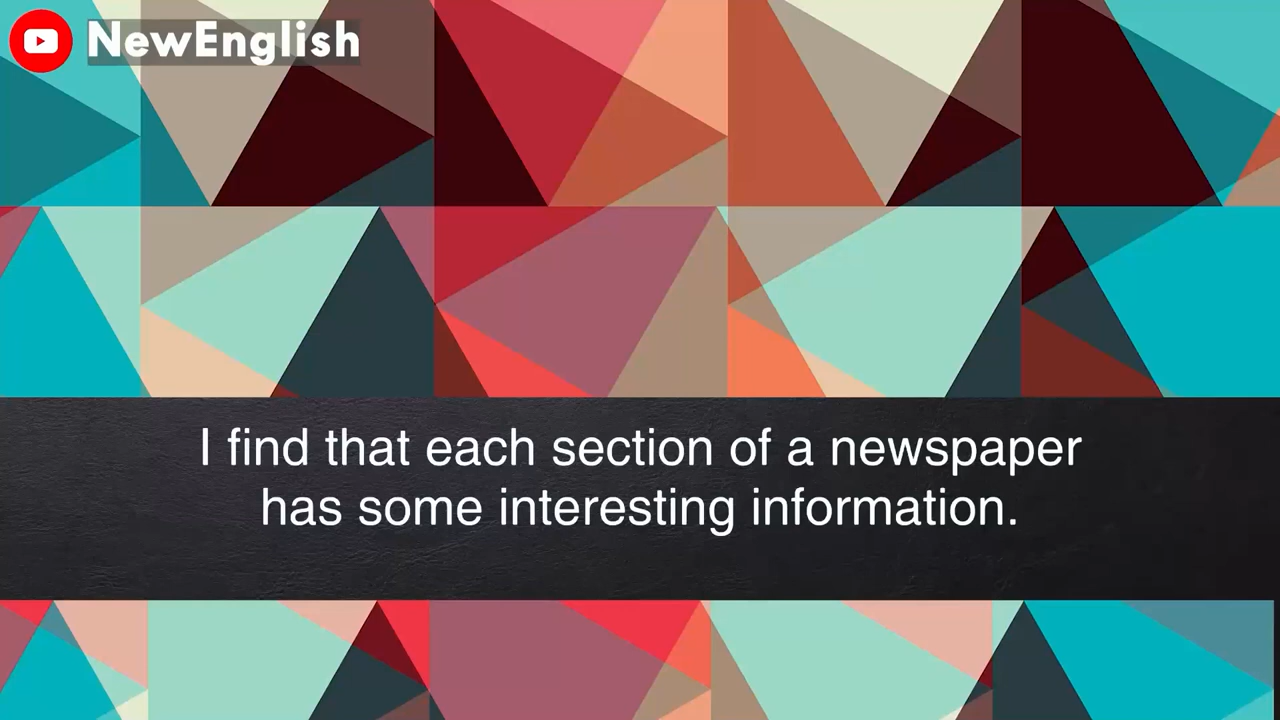 NewEnglish
I find that each section of a newspaper
has some interesting information.